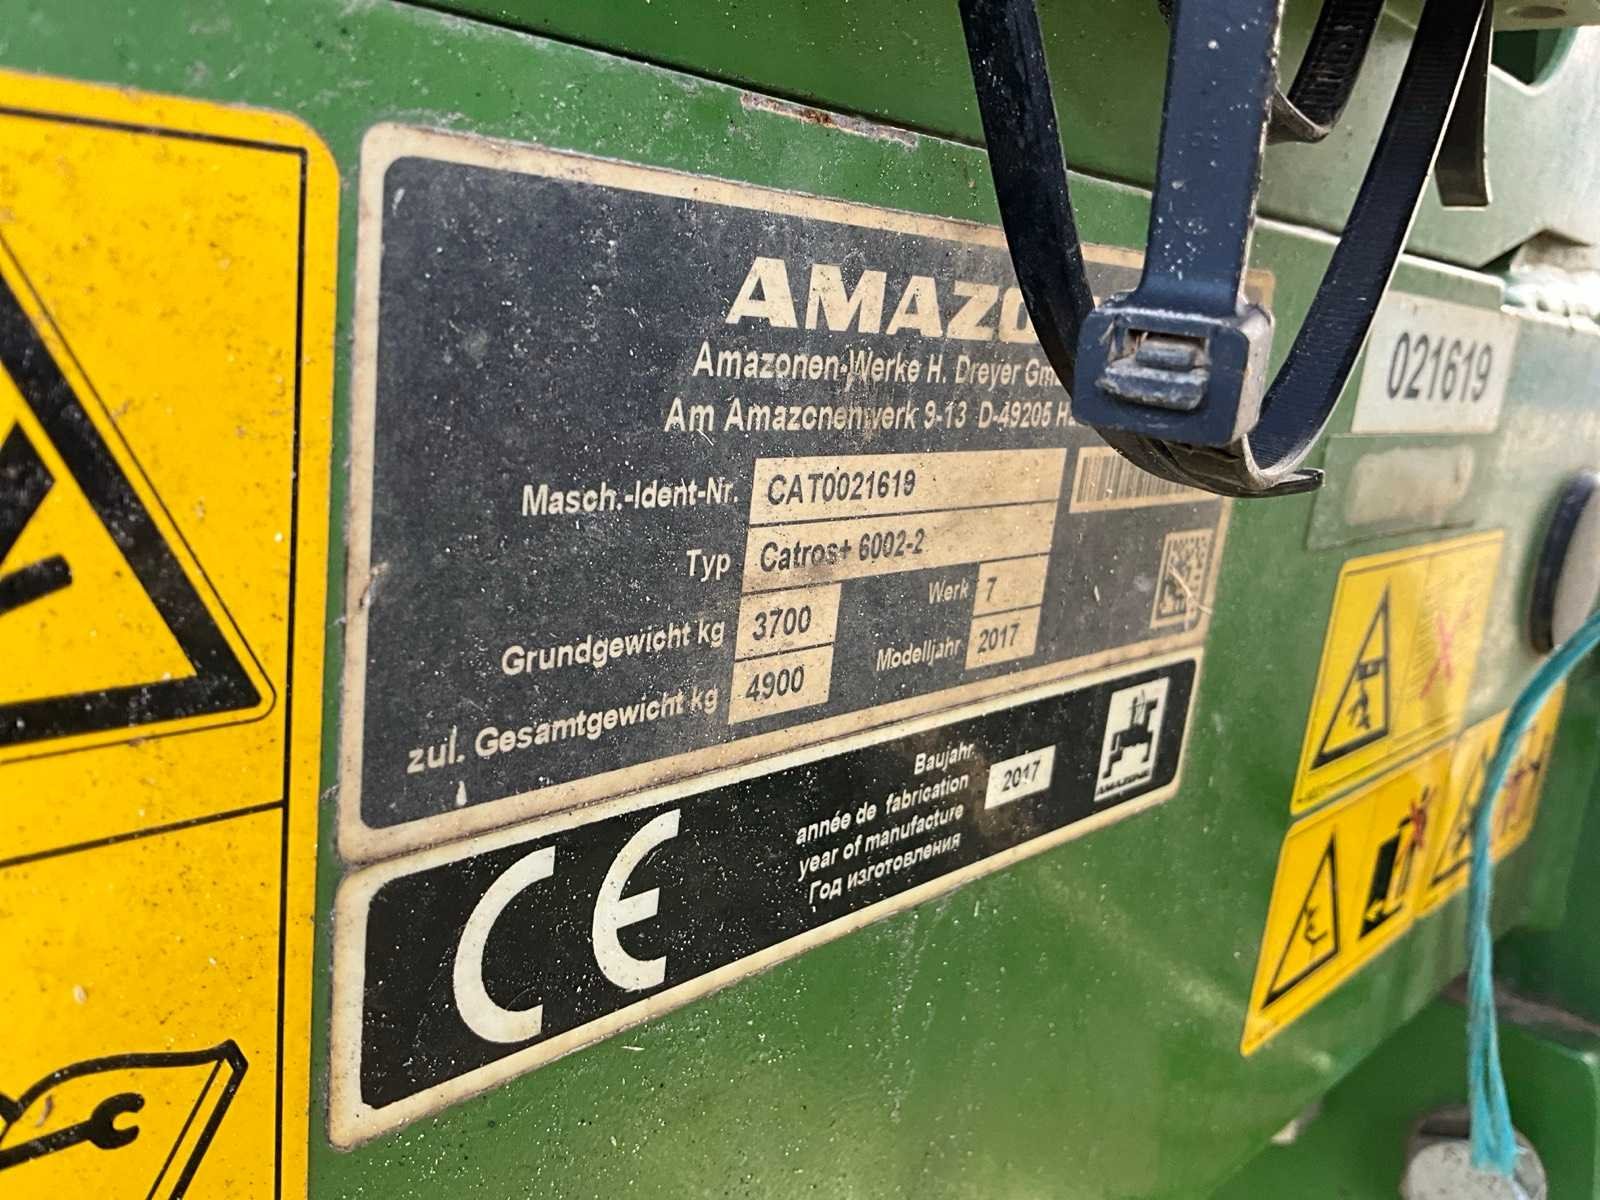 AMAZO
Amazonen-Werke H. Dreyer Gm
Am Amazonenwerk 9-13 D-49205 Ha
Masch.-Ident-Nr. CAT0021619
Typ Catros+ 6002-2
Grundgewicht kg 3700 Werk 7
zul. Gesamtgewicht kg 4900 Modelljahr 2017
CE
Baujahr
année de fabrication 2017
year of manufacture
Год изготовления
AMAZONE
021619